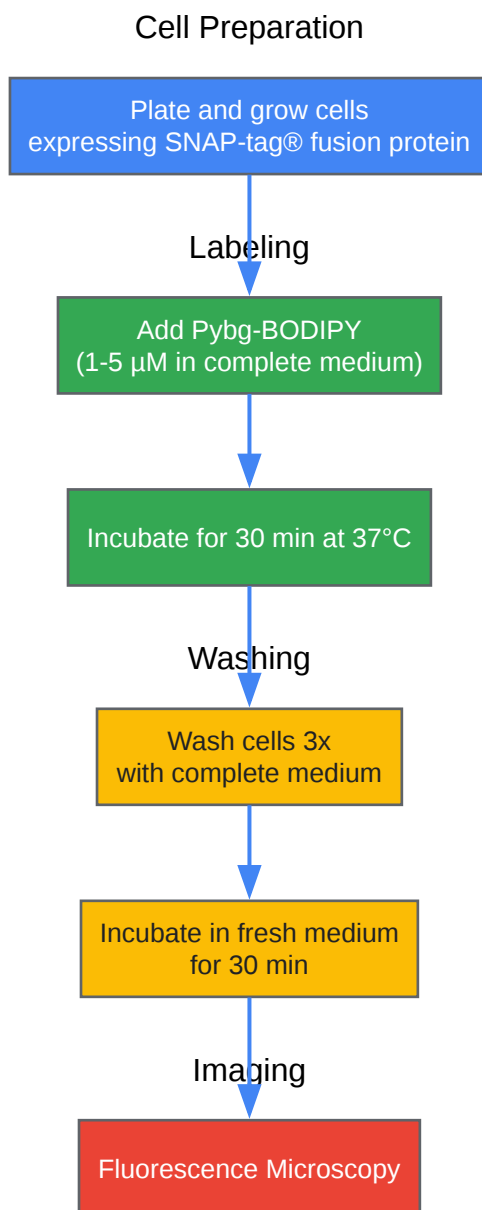 Cell Preparation
Plate and grow cells
expressing SNAP-tag® fusion protein
Labeling
Add Pybg-BODIPY
(1-5 µM in complete medium)
Incubate for 30 min at 37°C
Washing
Wash cells 3x
with complete medium
Incubate in fresh medium
for 30 min
Imaging
Fluorescence Microscopy